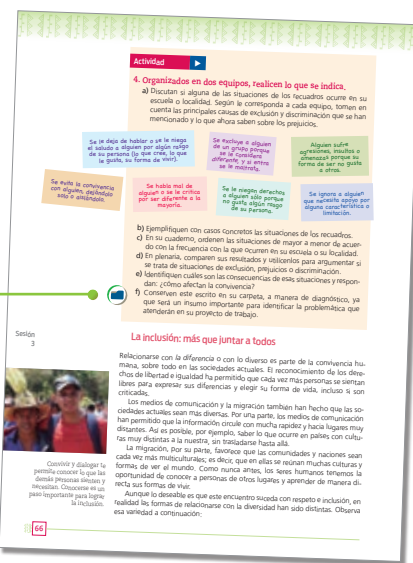 Actividad
4. Organizados en dos equipos, realicen lo que se indica.
a) Discutan si alguna de las situaciones de los recuadros ocurre en su
escuela o localidad. Según le corresponda a cada equipo, tomen en
cuenta las principales causas de exclusión y discriminación que se han
mencionado y lo que ahora saben sobre los prejuicios.
Se le deja de hablar o se le niega
el saludo a alguien por algún rasgo
de su persona (lo que cree, lo que
le gusta, su forma de vivir).
Se excluye a alguien
de un grupo porque
se le considera
diferente, y si entra
se le maltrata.
Alguien sufre
agresiones, insultos o
amenazas porque su
forma de ser no gusta
a otros.
Se evita la convivencia
con alguien, dejándolo
solo o aislándolo.
Se habla mal de
alguien o se le critica
por ser diferente a la
mayoría.
Se le niegan derechos
a alguien sólo porque
no gusta algún rasgo
de su persona.
Se ignora a alguien
que necesita apoyo por
alguna característica o
limitación.
b) Ejemplifiquen con casos concretos las situaciones de los recuadros.
c) En su cuaderno, ordenen las situaciones de mayor a menor de acuer-
do con la frecuencia con la que ocurren en su escuela o su localidad.
d) En plenaria, comparen sus resultados y utilícenlos para argumentar si
se trata de situaciones de exclusión, prejuicios o discriminación.
e) Identifiquen cuáles son las consecuencias de esas situaciones y respon-
dan: ¿cómo afectan la convivencia?
f) Conserven este escrito en su carpeta, a manera de diagnóstico, ya
que será un insumo importante para identificar la problemática que
atenderán en su proyecto de trabajo.
Sesión
3
La inclusión: más que juntar a todos
Relacionarse con la diferencia o con lo diverso es parte de la convivencia hu-
mana, sobre todo en las sociedades actuales. El reconocimiento de los dere-
chos de libertad e igualdad ha permitido que cada vez más personas se sientan
libres para expresar sus diferencias y elegir su forma de vida, incluso si son
criticadas.
Los medios de comunicación y la migración también han hecho que las so-
ciedades actuales sean más diversas. Por una parte, los medios de comunicación
han permitido que la información circule con mucha rapidez y hacia lugares muy
distantes. Así es posible, por ejemplo, saber lo que ocurre en países con cultu-
ras muy distintas a la nuestra, sin trasladarse hasta allá.
La migración, por su parte, favorece que las comunidades y naciones sean
cada vez más multiculturales; es decir, que en ellas se reúnan muchas culturas y
formas de ver el mundo. Como nunca antes, los seres humanos tenemos la
oportunidad de conocer a personas de otros lugares y aprender de manera di-
recta sus formas de vivir.
Aunque lo deseable es que este encuentro suceda con respeto e inclusión, en
realidad las formas de relacionarse con la diversidad han sido distintas. Observa
esa variedad a continuación:
Convivir y dialogar te
permite conocer lo que las
demás personas sienten y
necesitan. Conocerse es un
paso importante para lograr
la inclusión.
66